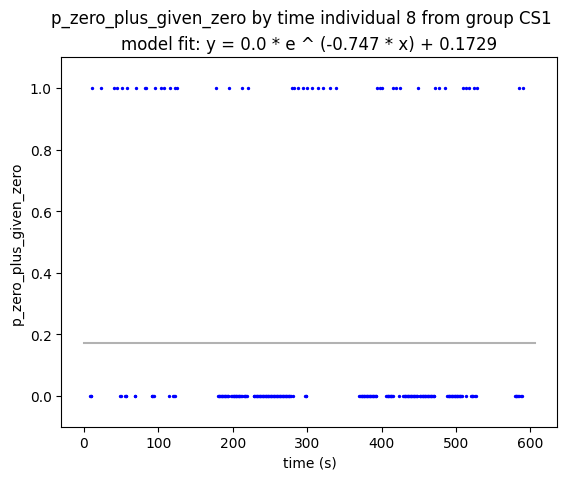 p_zero_plus_given_zero by time individual 8 from group CS1
model fit: y = 0.0 * e ^ (-0.747 * x) + 0.1729
1.0
0.8
0.6
0.4
0.2
0.0
p_zero_plus_given_zero
0 100 200 300 400 500 600
time (s)